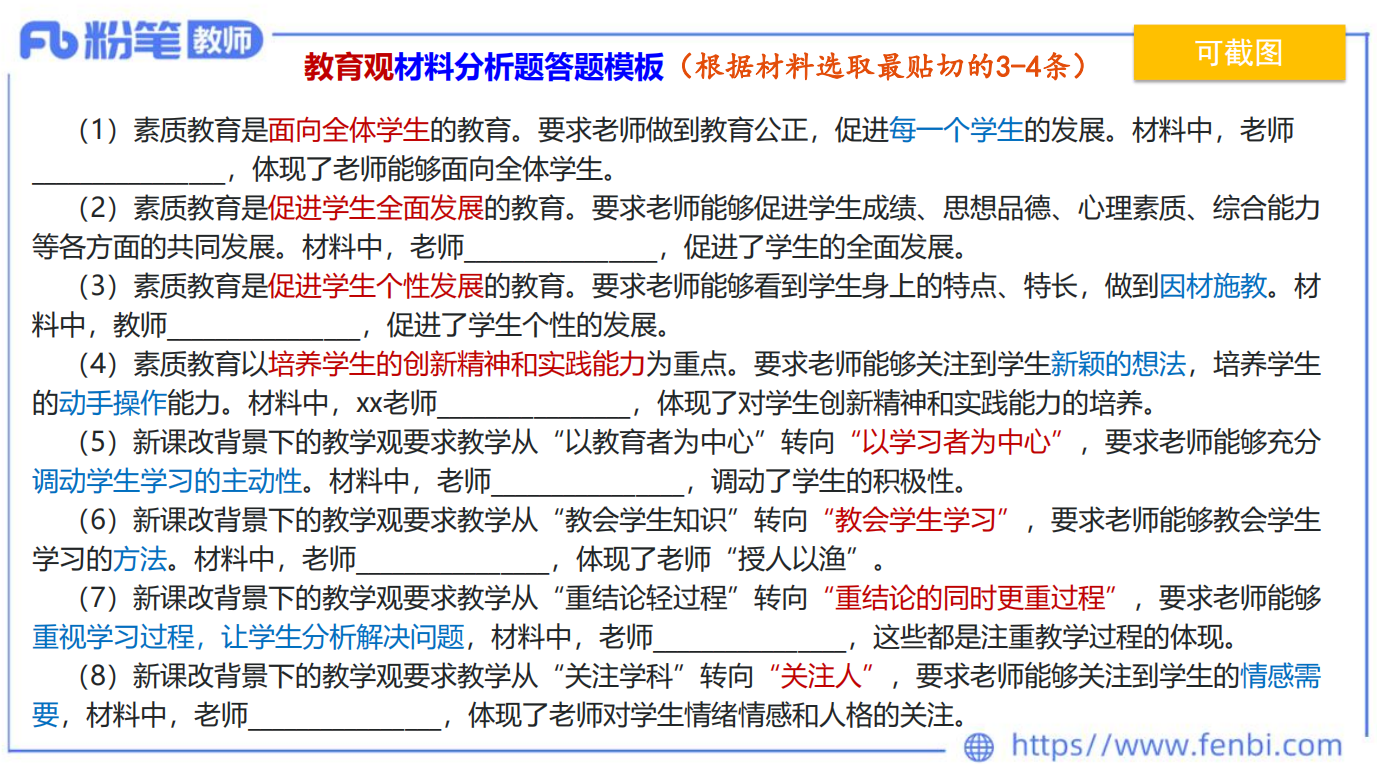 粉笔教师
教育观材料分析题答题模板（根据材料选取最贴切的3-4条）
可截图
（1）素质教育是面向全体学生的教育。要求老师做到教育公正，促进每一个学生的发展。材料中，老师
______________，体现了老师能够面向全体学生。
（2）素质教育是促进学生全面发展的教育。要求老师能够促进学生成绩、思想品德、心理素质、综合能力
等各方面的共同发展。材料中，老师______________，促进了学生的全面发展。
（3）素质教育是促进学生个性发展的教育。要求老师能够看到学生身上的特点、特长，做到因材施教。材
料中，教师______________，促进了学生个性的发展。
（4）素质教育以培养学生的创新精神和实践能力为重点。要求老师能够关注到学生新颖的想法，培养学生
的动手操作能力。材料中，xx老师______________，体现了对学生创新精神和实践能力的培养。
（5）新课改背景下的教学观要求教学从“以教育者为中心”转向“以学习者为中心”，要求老师能够充分
调动学生学习的主动性。材料中，老师______________，调动了学生的积极性。
（6）新课改背景下的教学观要求教学从“教会学生知识”转向“教会学生学习”，要求老师能够教会学生
学习的方法。材料中，老师______________，体现了老师“授人以渔”。
（7）新课改背景下的教学观要求教学从“重结论轻过程”转向“重结论的同时更重过程”，要求老师能够
重视学习过程，让学生分析解决问题，材料中，老师______________，这些都是注重教学过程的体现。
（8）新课改背景下的教学观要求教学从“关注学科”转向“关注人”，要求老师能够关注到学生的情感需
要，材料中，老师______________，体现了老师对学生情绪情感和人格的关注。
https//www.fenbi.com